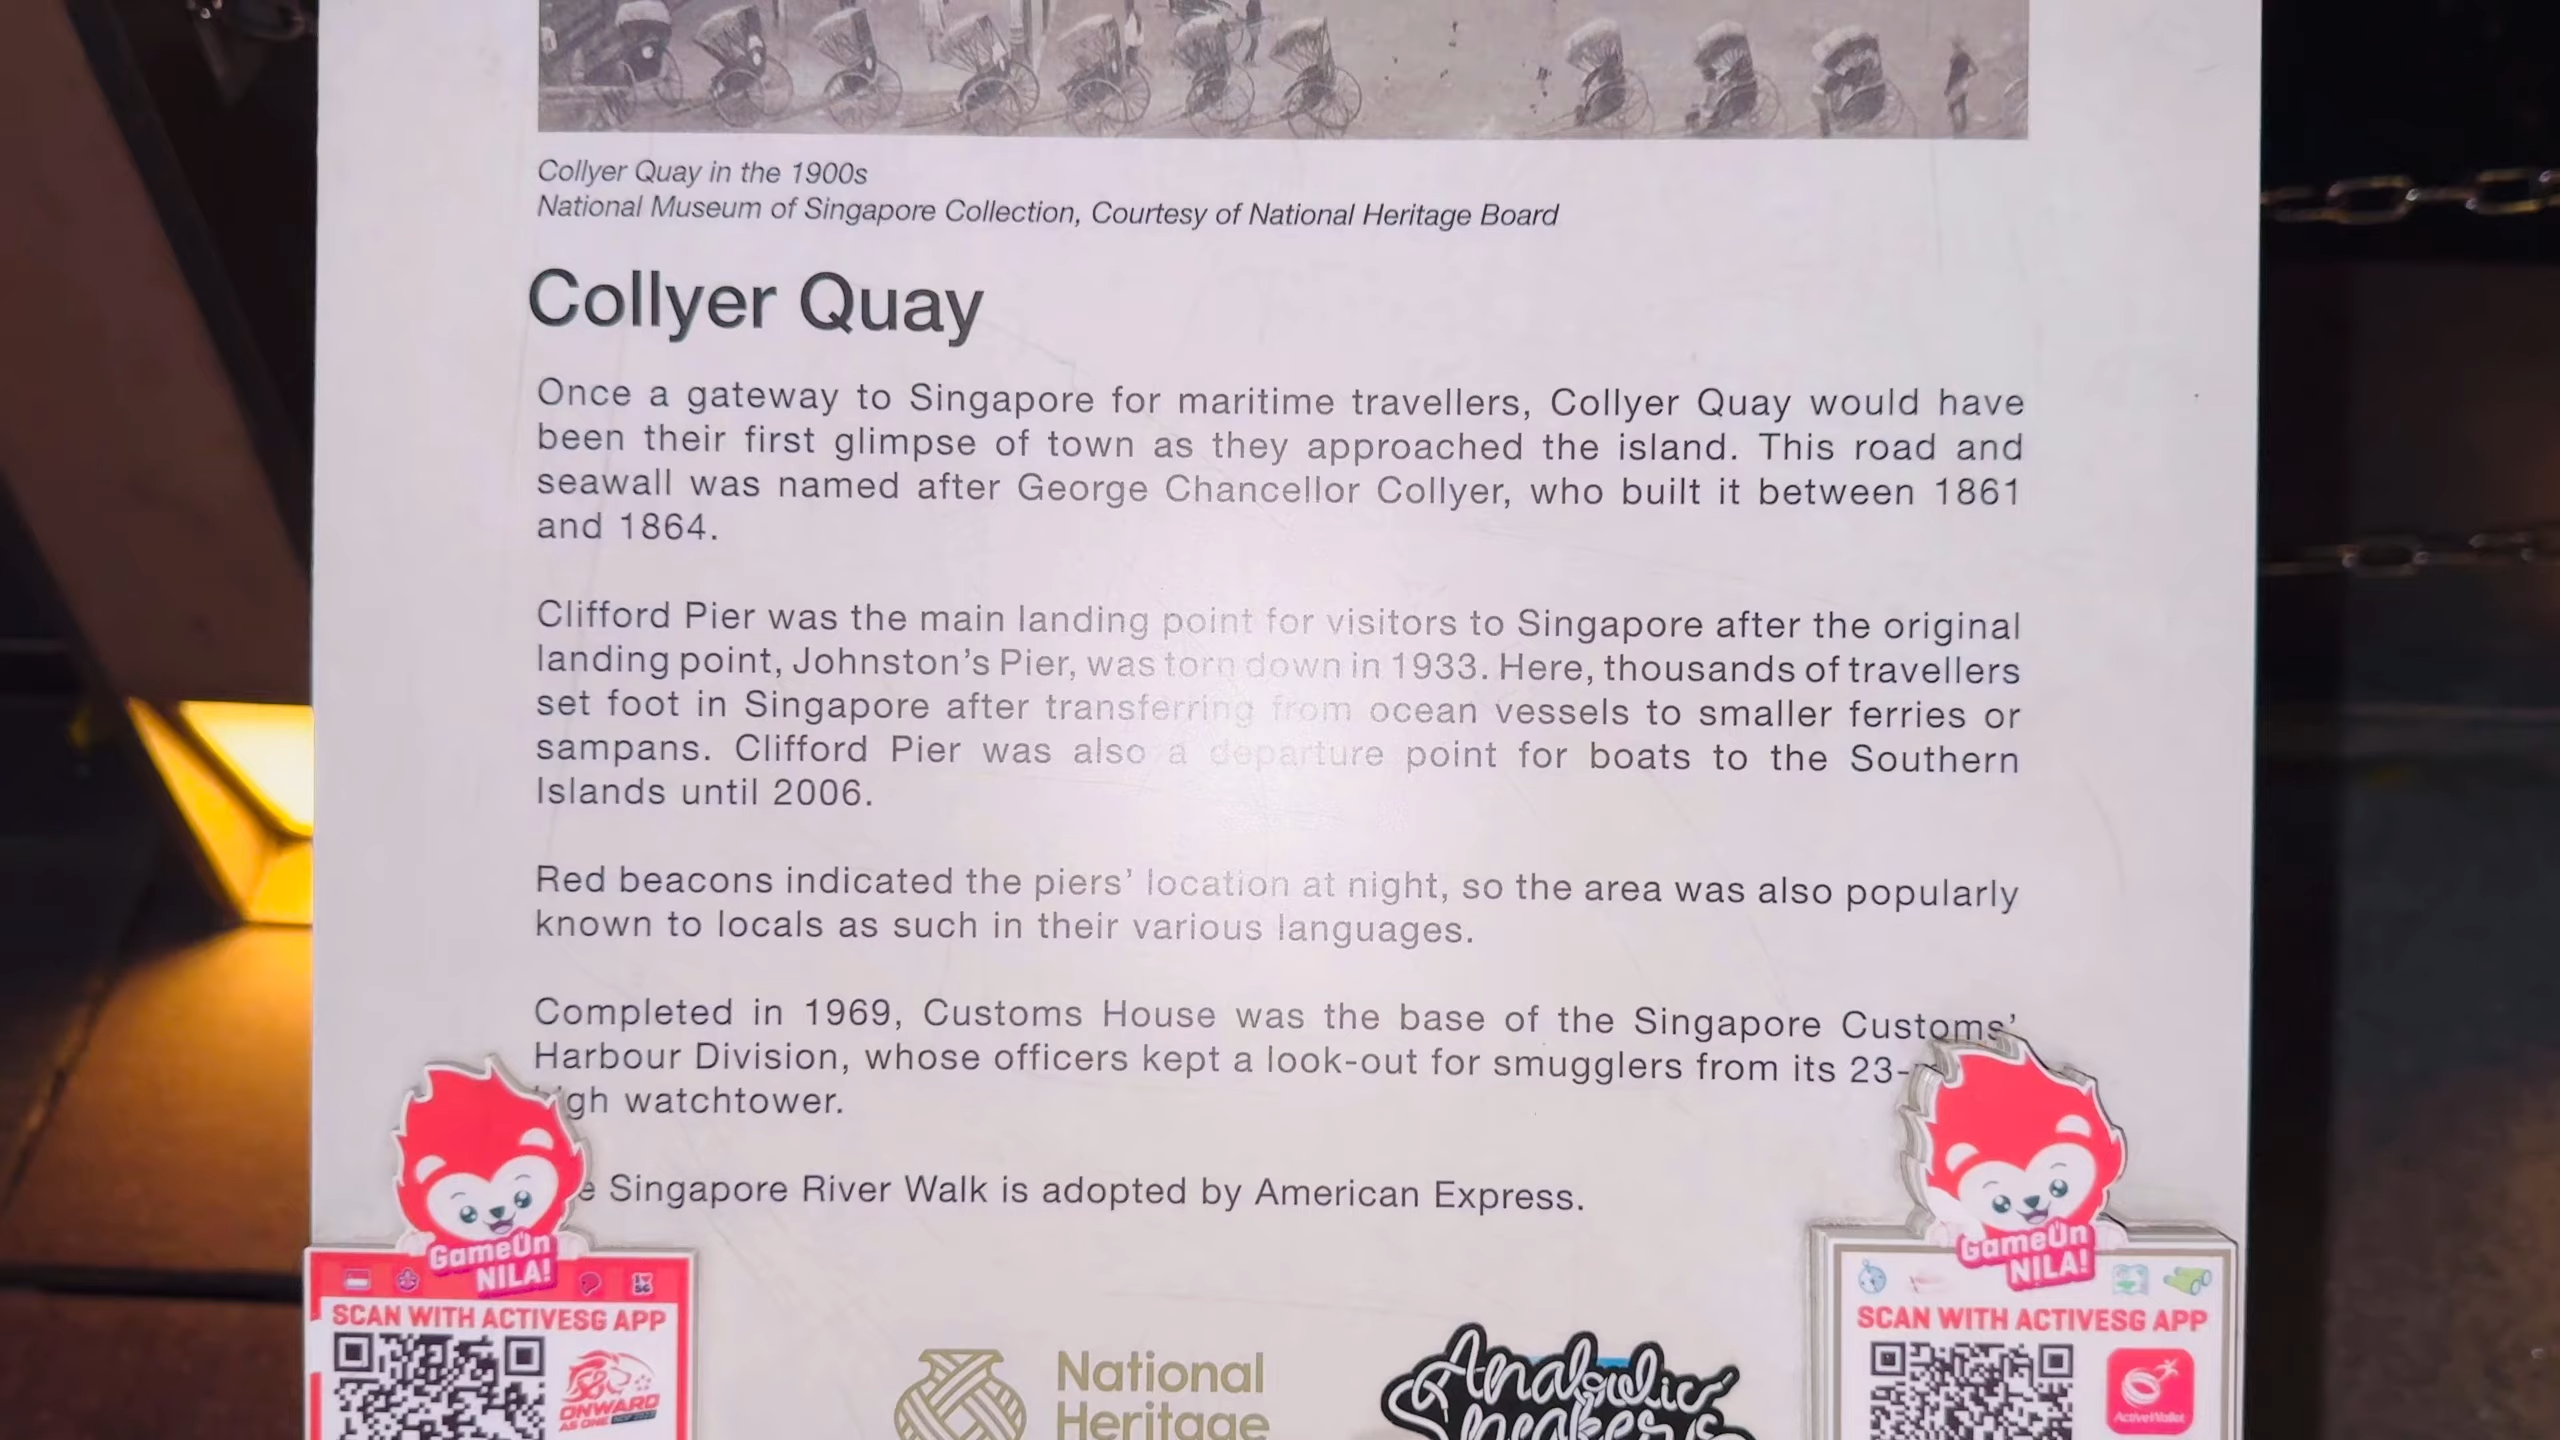 Collyer Quay in the 1900s
National Museum of Singapore Collection, Courtesy of National Heritage Board
Collyer Quay
Once a gateway to Singapore for maritime travellers, Collyer Quay would have
been their first glimpse of town as they approached the island. This road and
seawall was named after George Chancellor Collyer, who built it between 1861
and 1864.
Clifford Pier was the main landing point for visitors to Singapore after the original
landing point, Johnston's Pier, was torn down in 1933. Here, thousands of travellers
set foot in Singapore after transferring from ocean vessels to smaller ferries or
sampans. Clifford Pier was also a departure point for boats to the Southern
Islands until 2006.
Red beacons indicated the piers' location at night, so the area was also popularly
known to locals as such in their various languages.
Completed in 1969, Customs House was the base of the Singapore Customs'
Harbour Division, whose officers kept a look-out for smugglers from its 23-
watchtower.
Singapore River Walk is adopted by American Express.
GameOn
NILA!
SCAN WITH ACTIVESG APP
ONWARD
AS ONE
National
Heritage
GameOn
NILA!
SCAN WITH ACTIVESG APP
ActiveWallet